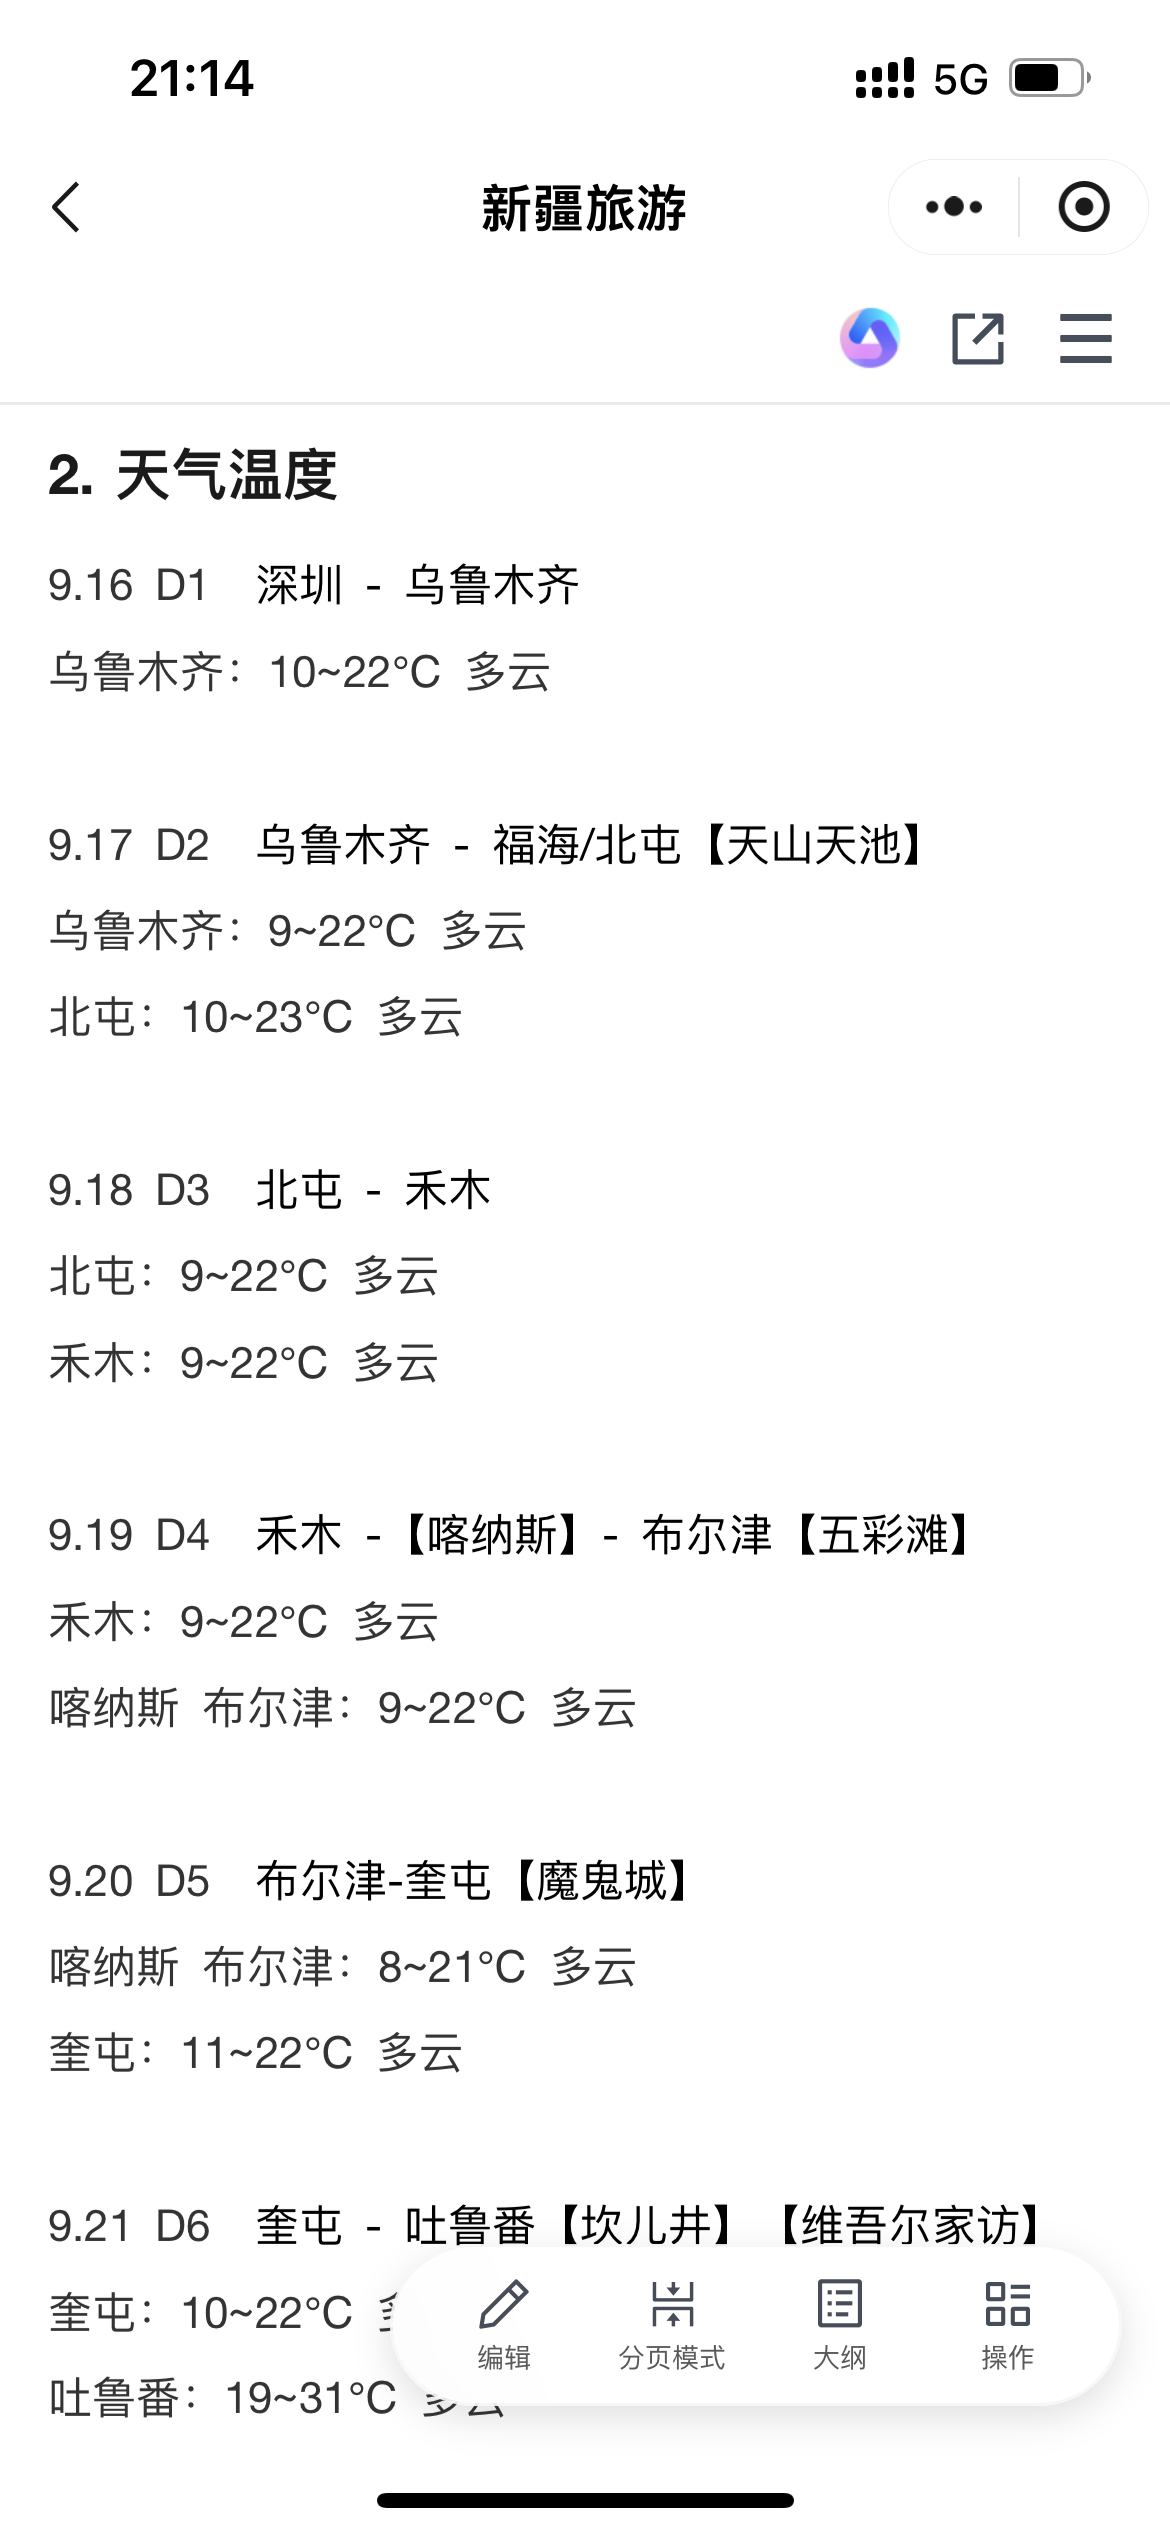 21:14
5G
新疆旅游
2. 天气温度
9.16 D1 深圳 - 乌鲁木齐
乌鲁木齐：10~22°C 多云
9.17 D2 乌鲁木齐 - 福海/北屯【天山天池】
乌鲁木齐：9~22°C 多云
北屯：10~23°C 多云
9.18 D3 北屯 - 禾木
北屯：9~22°C 多云
禾木：9~22°C 多云
9.19 D4 禾木 -【喀纳斯】- 布尔津【五彩滩】
禾木：9~22°C 多云
喀纳斯 布尔津：9~22°C 多云
9.20 D5 布尔津-奎屯【魔鬼城】
喀纳斯 布尔津：8~21°C 多云
奎屯：11~22°C 多云
9.21 D6 奎屯 - 吐鲁番【坎儿井】【维吾尔家访】
奎屯：10~22°C
吐鲁番：19~31°C 多云
编辑
分页模式
大纲
操作